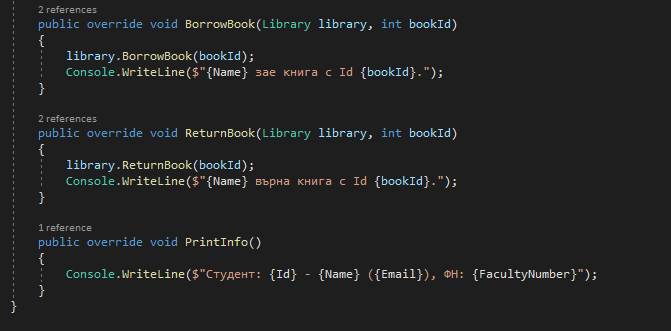 2 references
public override void BorrowBook(Library library, int bookId)
{
library.BorrowBook(bookId);
Console.WriteLine($"{Name} зае книга с Id {bookId}.");
}
2 references
public override void ReturnBook(Library library, int bookId)
{
library.ReturnBook(bookId);
Console.WriteLine($"{Name} върна книга с Id {bookId}.");
}
1 reference
public override void PrintInfo()
{
Console.WriteLine($"Студент: {Id} - {Name} ({Email}), ФН: {FacultyNumber}");
}
}